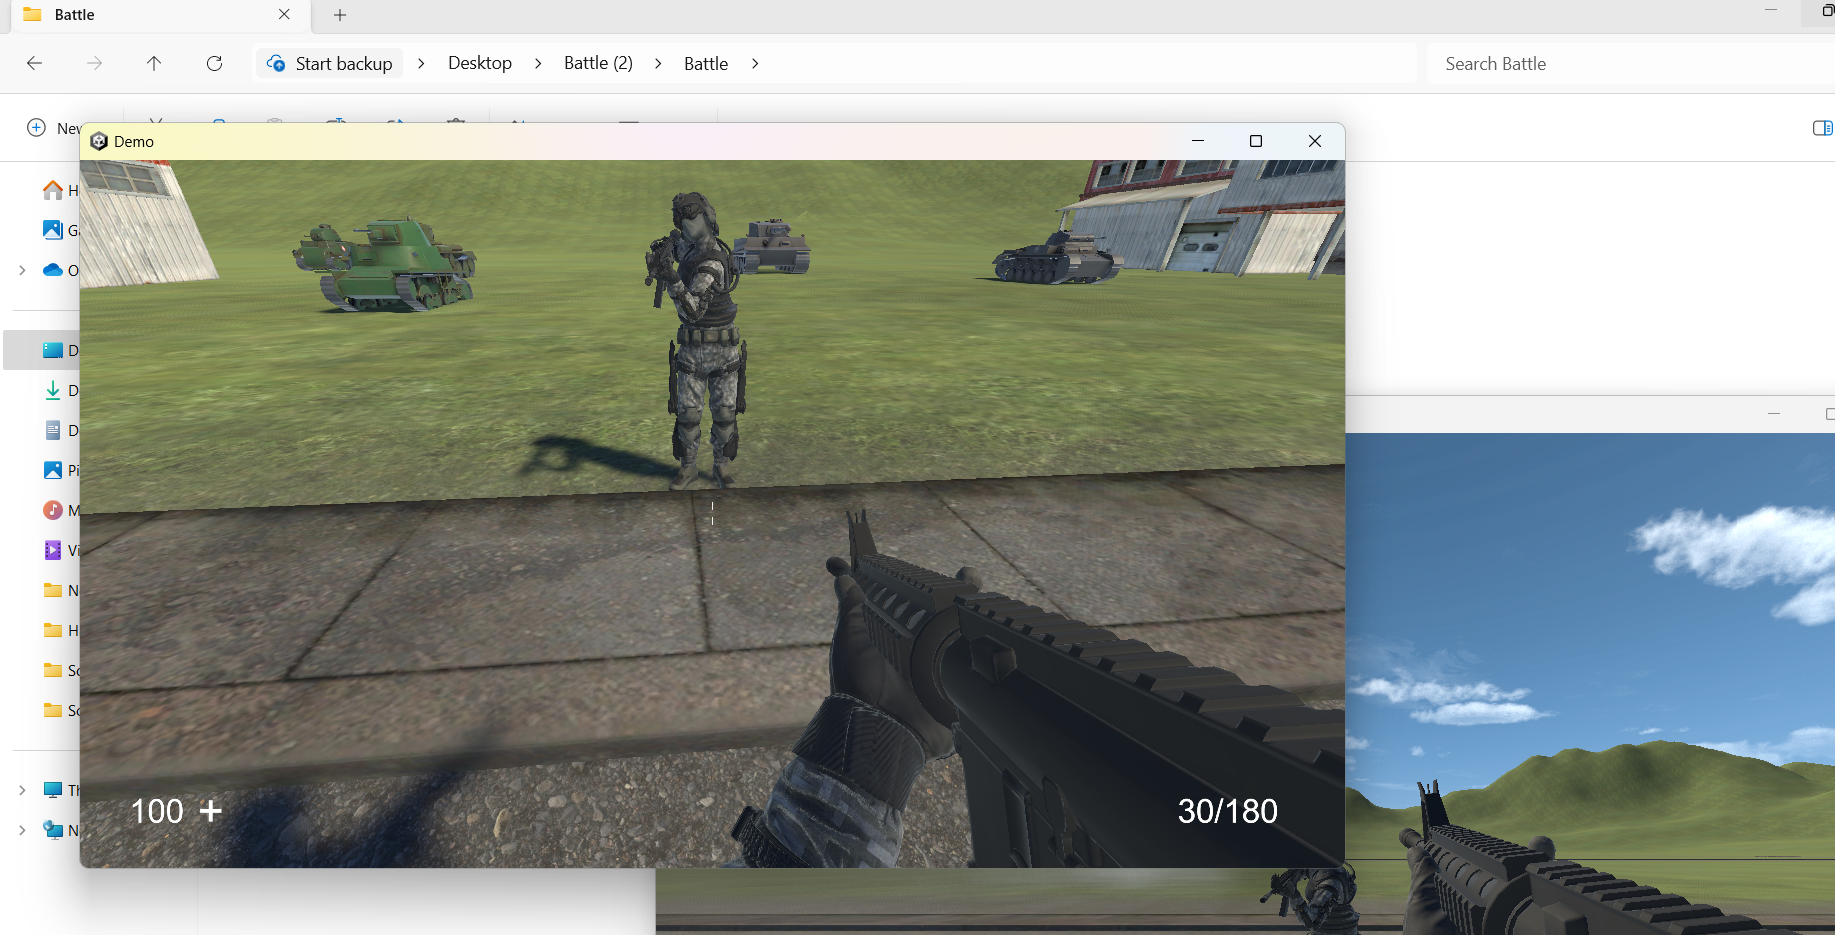 Battle
Start backup > Desktop > Battle (2) > Battle >
Search Battle
Demo
100 +
30/180